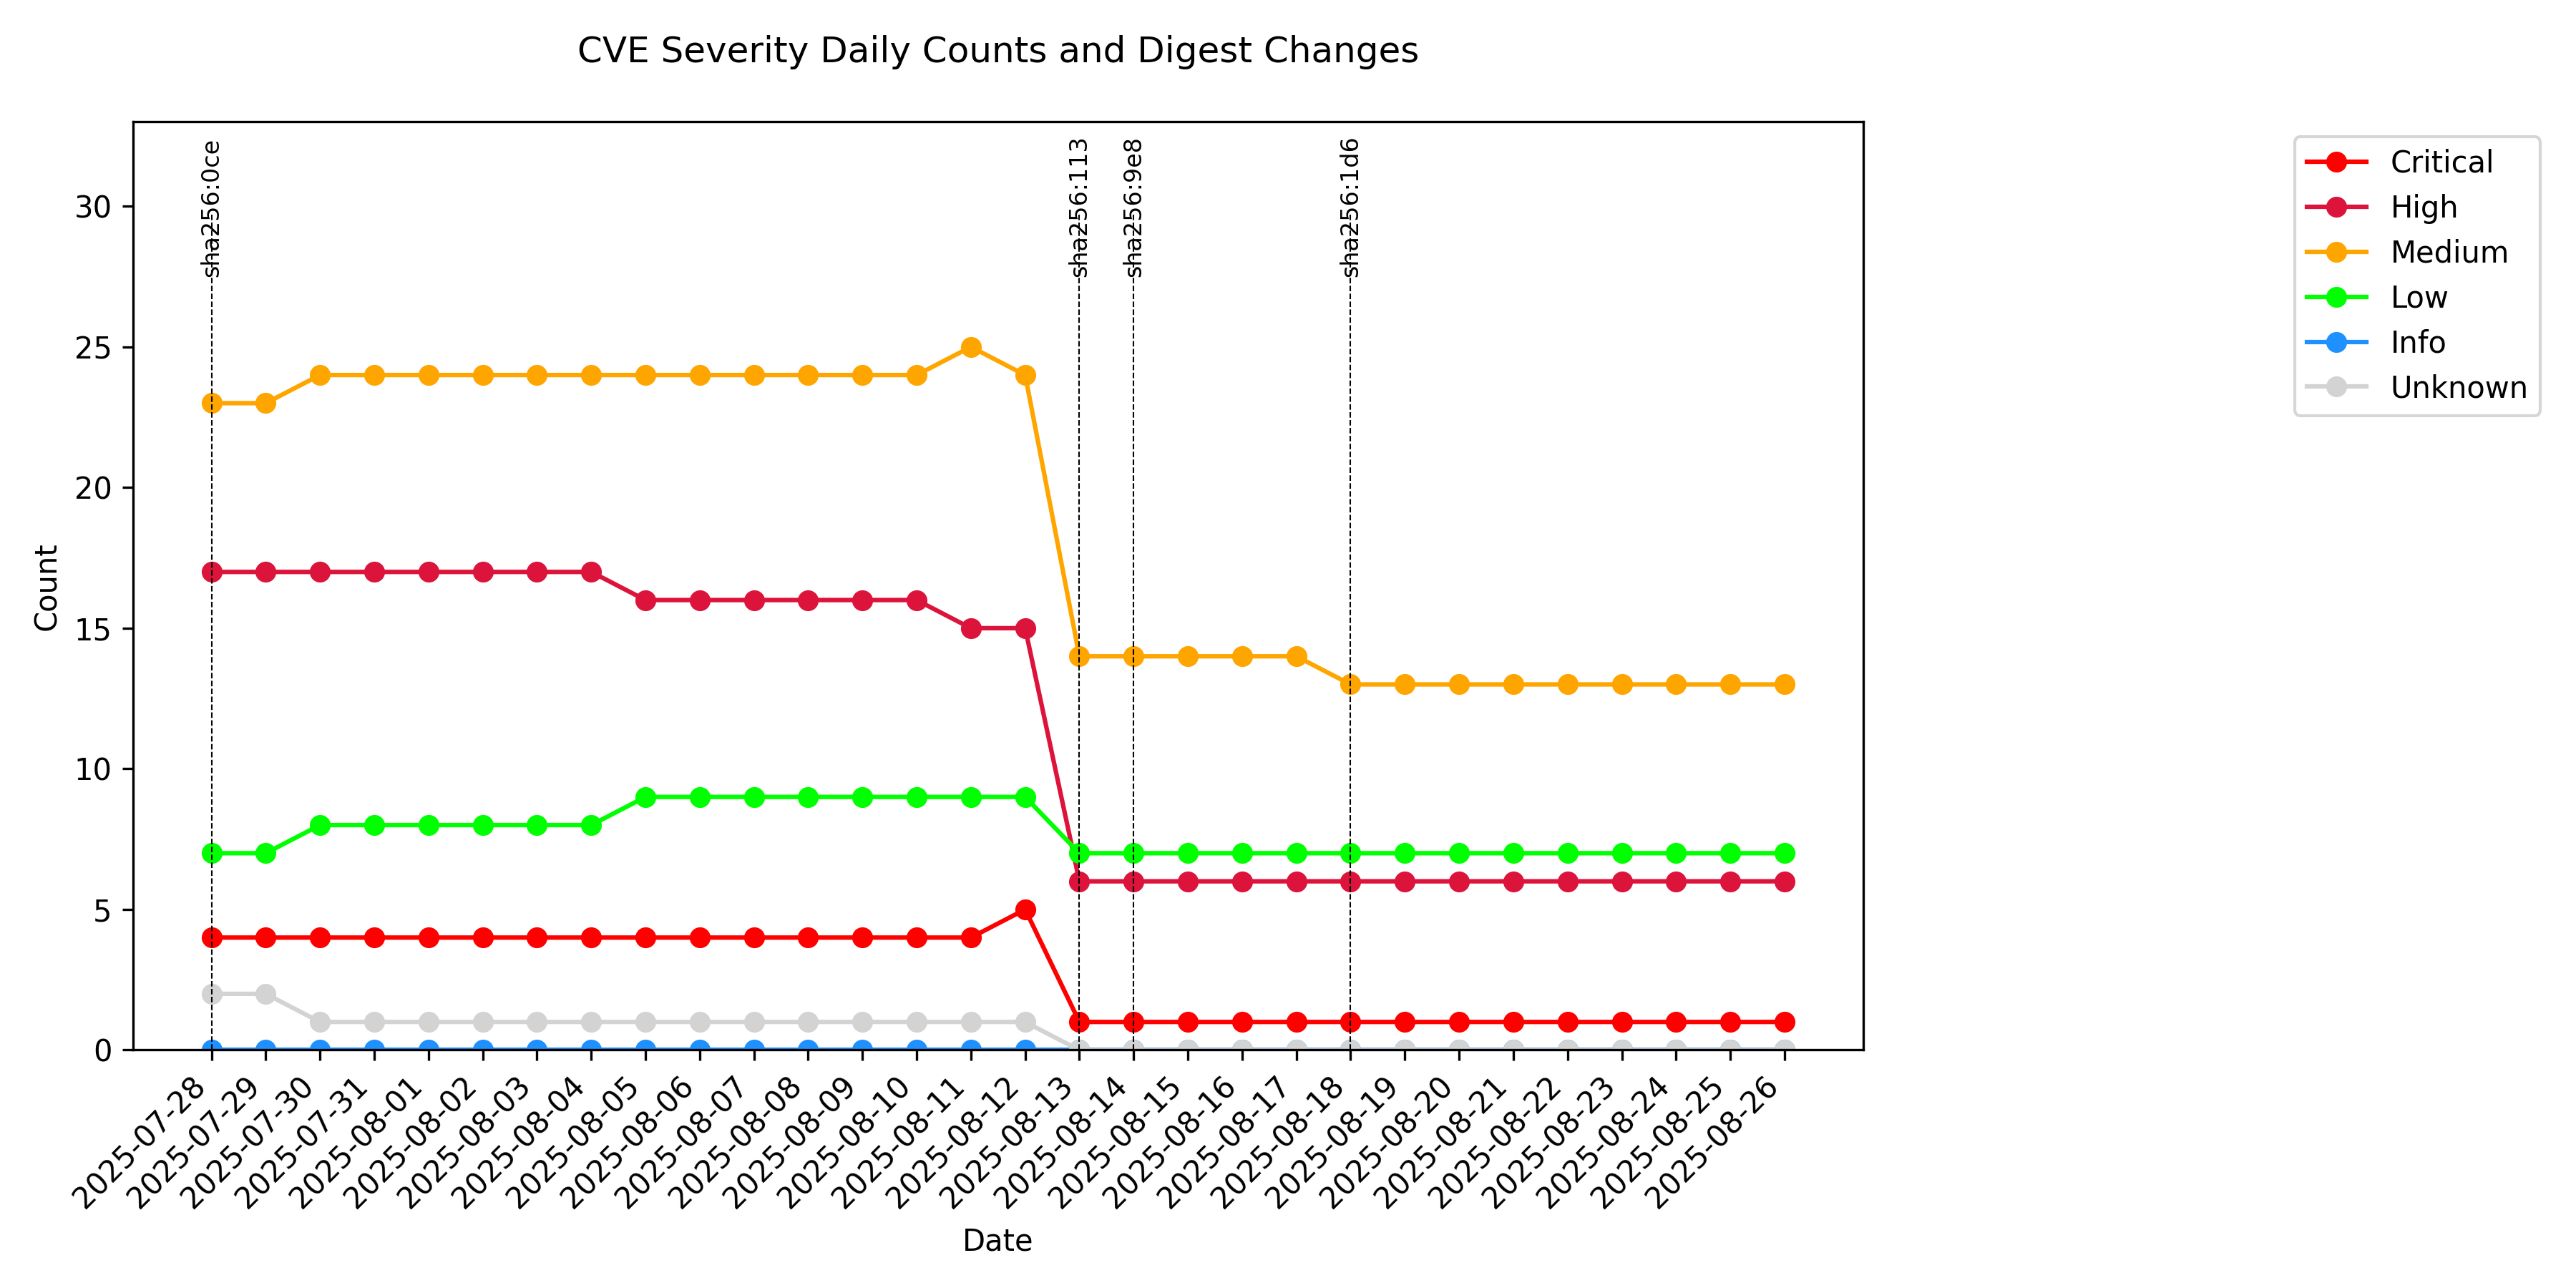 CVE Severity Daily Counts and Digest Changes
sha256:0ce
sha256:113
sha256:9e8
sha256:1d6
Critical
High
Medium
Low
Info
Unknown
Count
30
25
20
15
10
5
0
2025-07-28
2025-07-29
2025-07-30
2025-07-31
2025-08-01
2025-08-02
2025-08-03
2025-08-04
2025-08-05
2025-08-06
2025-08-07
2025-08-08
2025-08-09
2025-08-10
2025-08-11
2025-08-12
2025-08-13
2025-08-14
2025-08-15
2025-08-16
2025-08-17
2025-08-18
2025-08-19
2025-08-20
2025-08-21
2025-08-22
2025-08-23
2025-08-24
2025-08-25
2025-08-26
Date